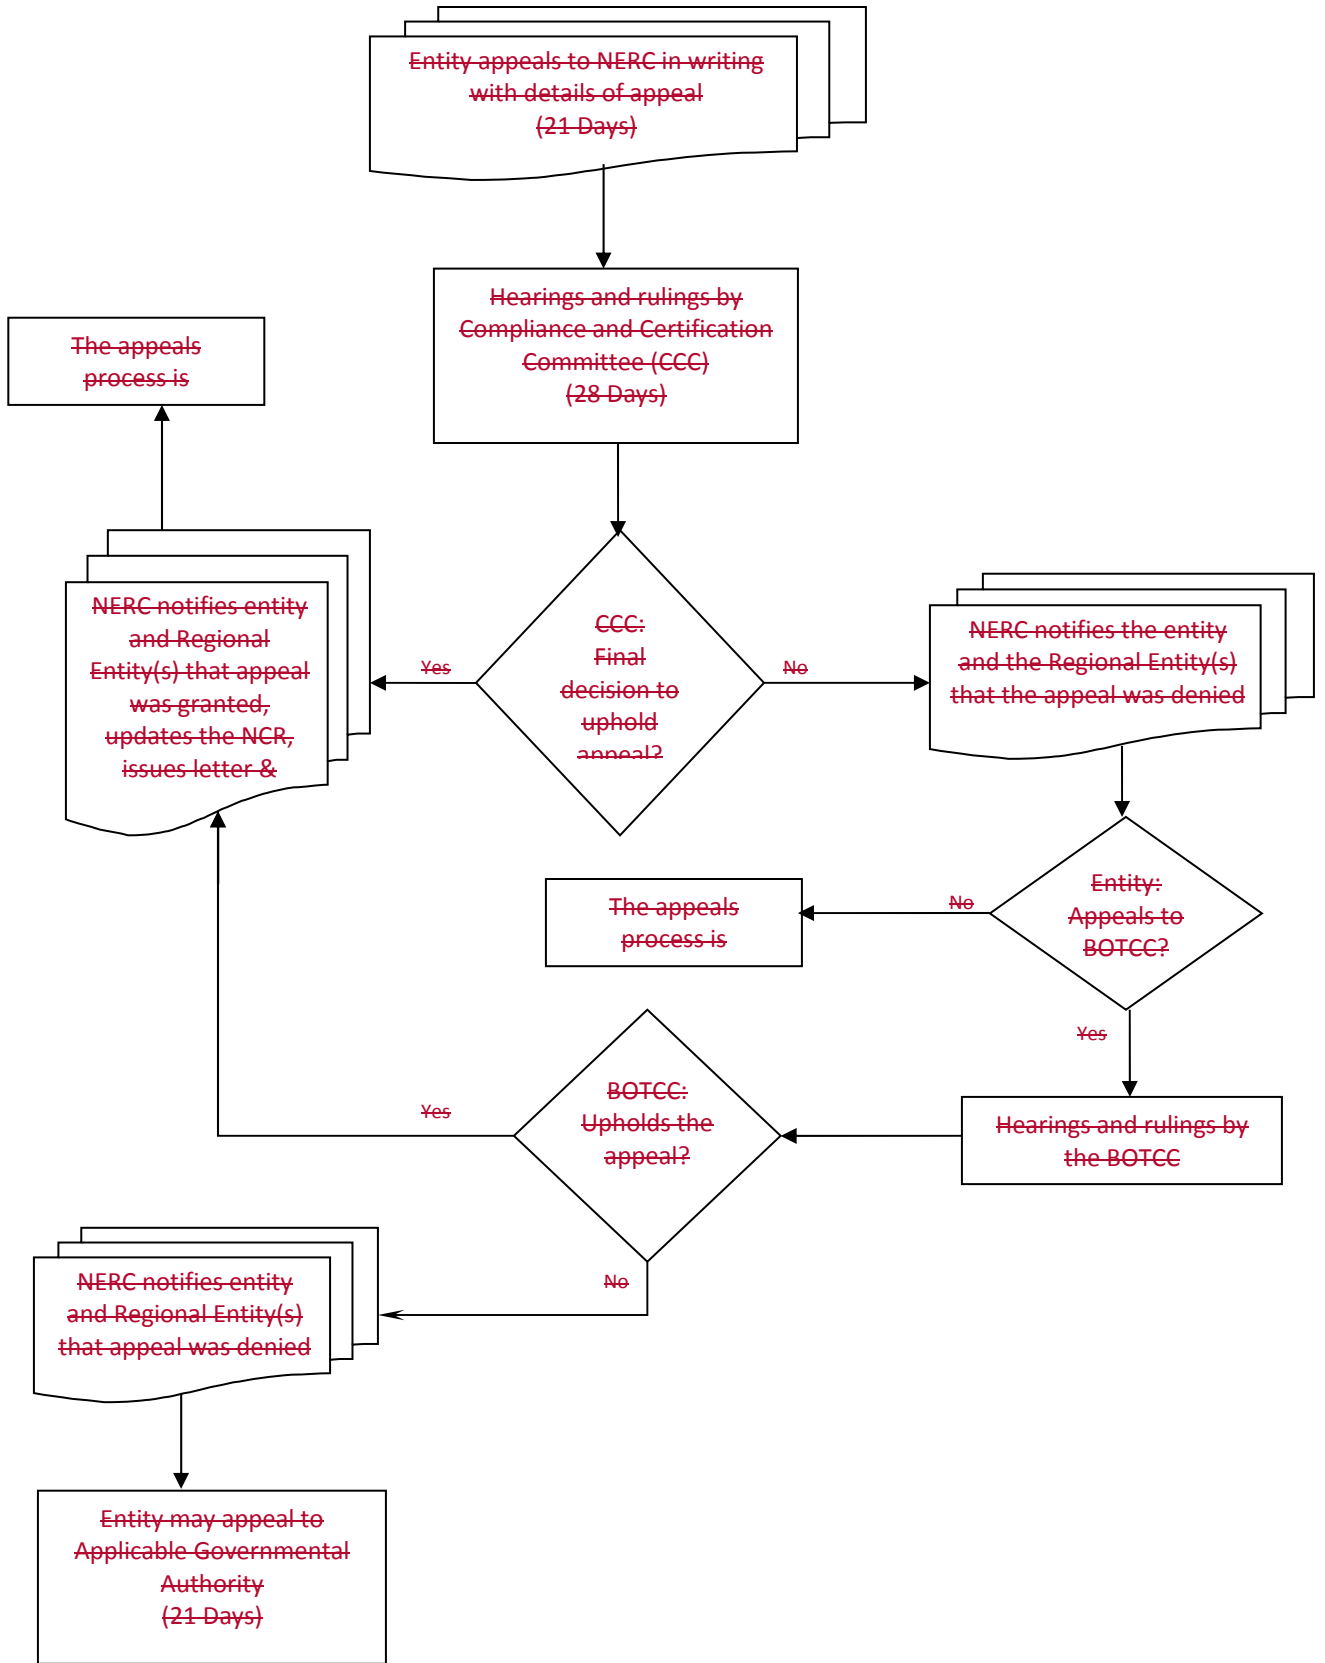 Entity appeals to NERC in writing
with details of appeal
(21 Days)
Hearings and rulings by
Compliance and Certification
Committee (CCC)
(28 Days)
The appeals
process is
NERC notifies entity
and Regional
Entity(s) that appeal
was granted,
updates the NCR,
issues letter &
Yes
CCC:
Final
decision to
uphold
appeal?
No
NERC notifies the entity
and the Regional Entity(s)
that the appeal was denied
Entity:
Appeals to
BOTCC?
No
The appeals
process is
Yes
Hearings and rulings by
the BOTCC
BOTCC:
Upholds the
appeal?
Yes
No
NERC notifies entity
and Regional Entity(s)
that appeal was denied
Entity may appeal to
Applicable Governmental
Authority
(21 Days)